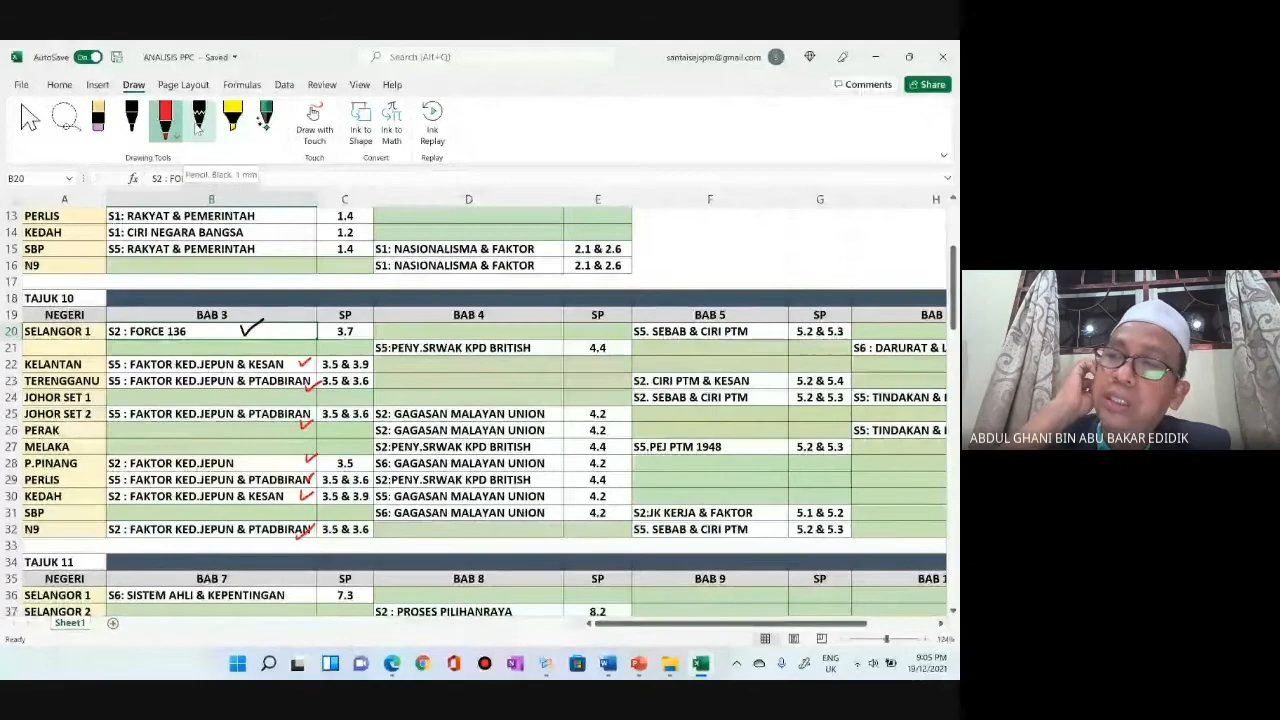 AutoSave On ANALISIS PPC – Saved Search (Alt+Q) santaisejspm@gmail.com S
File Home Insert Draw Page Layout Formulas Data Review View Help Comments Share
Draw with Touch Ink to Shape Ink to Math Ink Replay
Drawing Tools Touch Convert Replay
Pencil. Black, 1 mm
B20 fx S2 : FO
A B C D E F G H
13 PERLIS S1: RAKYAT & PEMERINTAH 1.4
14 KEDAH S1: CIRI NEGARA BANGSA 1.2
15 SBP S5: RAKYAT & PEMERINTAH 1.4 S1: NASIONALISMA & FAKTOR 2.1 & 2.6
16 N9 S1: NASIONALISMA & FAKTOR 2.1 & 2.6
17
18 TAJUK 10
19 NEGERI BAB 3 SP BAB 4 SP BAB 5 SP BAB
20 SELANGOR 1 S2 : FORCE 136 3.7 S5. SEBAB & CIRI PTM 5.2 & 5.3
21 S5:PENY.SRWAK KPD BRITISH 4.4 S6 : DARURAT & L
22 KELANTAN S5 : FAKTOR KED.JEPUN & KESAN 3.5 & 3.9
23 TERENGGANU S5 : FAKTOR KED.JEPUN & PTADBIRAN 3.5 & 3.6 S2. CIRI PTM & KESAN 5.2 & 5.4
24 JOHOR SET 1 S2. SEBAB & CIRI PTM 5.2 & 5.3 S5: TINDAKAN & I
25 JOHOR SET 2 S5 : FAKTOR KED.JEPUN & PTADBIRAN 3.5 & 3.6 S2: GAGASAN MALAYAN UNION 4.2
26 PERAK S2: GAGASAN MALAYAN UNION 4.2 S5: TINDAKAN & I
27 MELAKA S2:PENY.SRWAK KPD BRITISH 4.4 S5.PEJ PTM 1948 5.2 & 5.3
28 P.PINANG S2 : FAKTOR KED.JEPUN 3.5 S6: GAGASAN MALAYAN UNION 4.2
29 PERLIS S5 : FAKTOR KED.JEPUN & PTADBIRAN 3.5 & 3.6 S2:PENY.SRWAK KPD BRITISH 4.4
30 KEDAH S2 : FAKTOR KED.JEPUN & KESAN 3.5 & 3.9 S5: GAGASAN MALAYAN UNION 4.2
31 SBP S6: GAGASAN MALAYAN UNION 4.2 S2:JK KERJA & FAKTOR 5.1 & 5.2
32 N9 S2 : FAKTOR KED.JEPUN & PTADBIRAN 3.5 & 3.6 S5. SEBAB & CIRI PTM 5.2 & 5.3
33
34 TAJUK 11
35 NEGERI BAB 7 SP BAB 8 SP BAB 9 SP BAB 1
36 SELANGOR 1 S6: SISTEM AHLI & KEPENTINGAN 7.3
37 SELANGOR 2 S2 : PROSES PILIHANRAYA 8.2
Sheet1
Ready 124%
ENG UK 9:05 PM 19/12/2021
ABDUL GHANI BIN ABU BAKAR EDIDIK